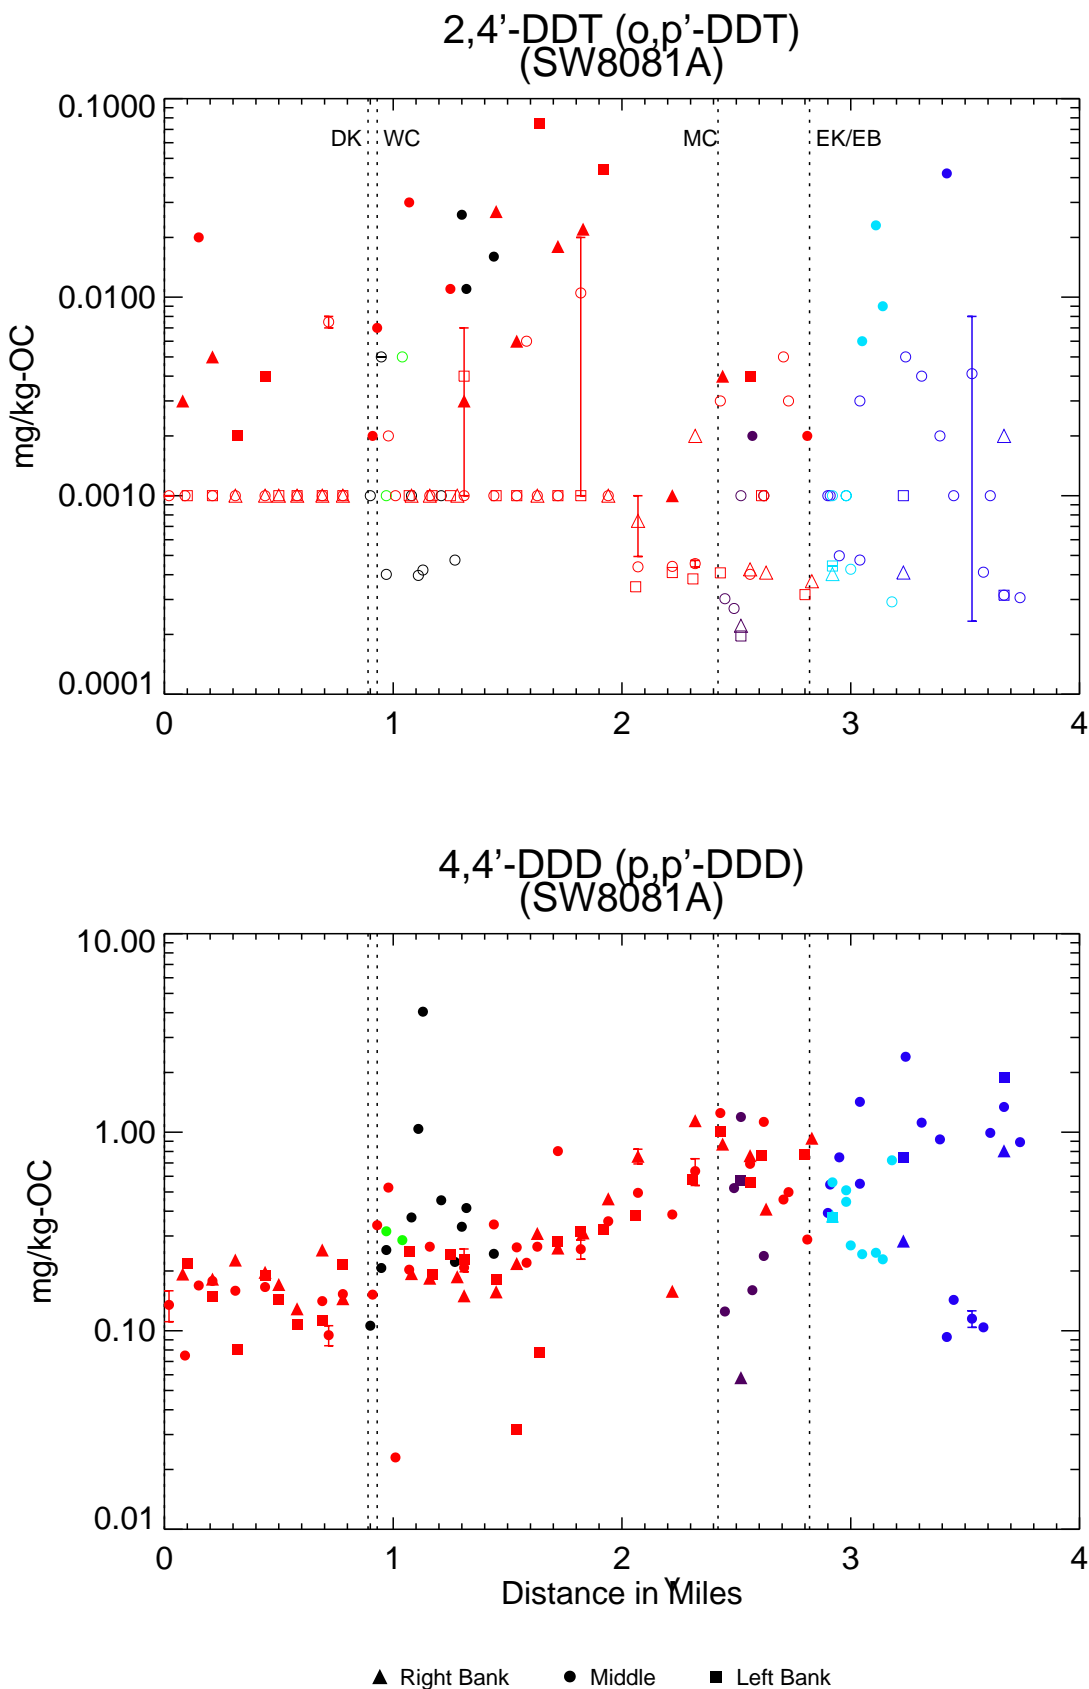 2,4'-DDT (o,p'-DDT)
(SW8081A)
0.1000
0.0100
0.0010
0.0001
mg/kg-OC
DK
WC
MC
EK/EB
0 1 2 3 4
4,4'-DDD (p,p'-DDD)
(SW8081A)
10.00
1.00
0.10
0.01
mg/kg-OC
0 1 2 3 4
Distance in Miles
Right Bank Middle Left Bank